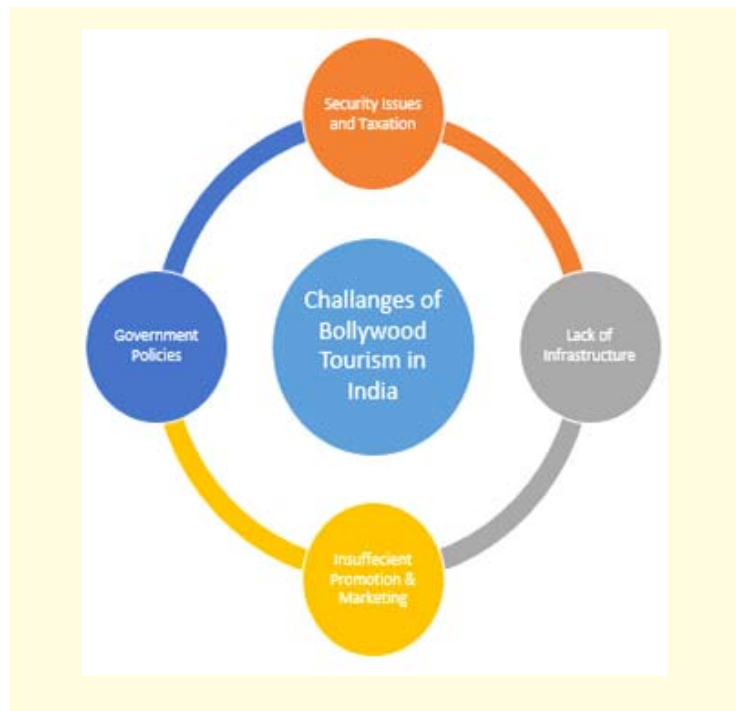 Security Issues
and Taxation
Challanges of
Bollywood
Tourism in
India
Government
Policies
Lack of
Infrastructure
Insuffecient
Promotion &
Marketing